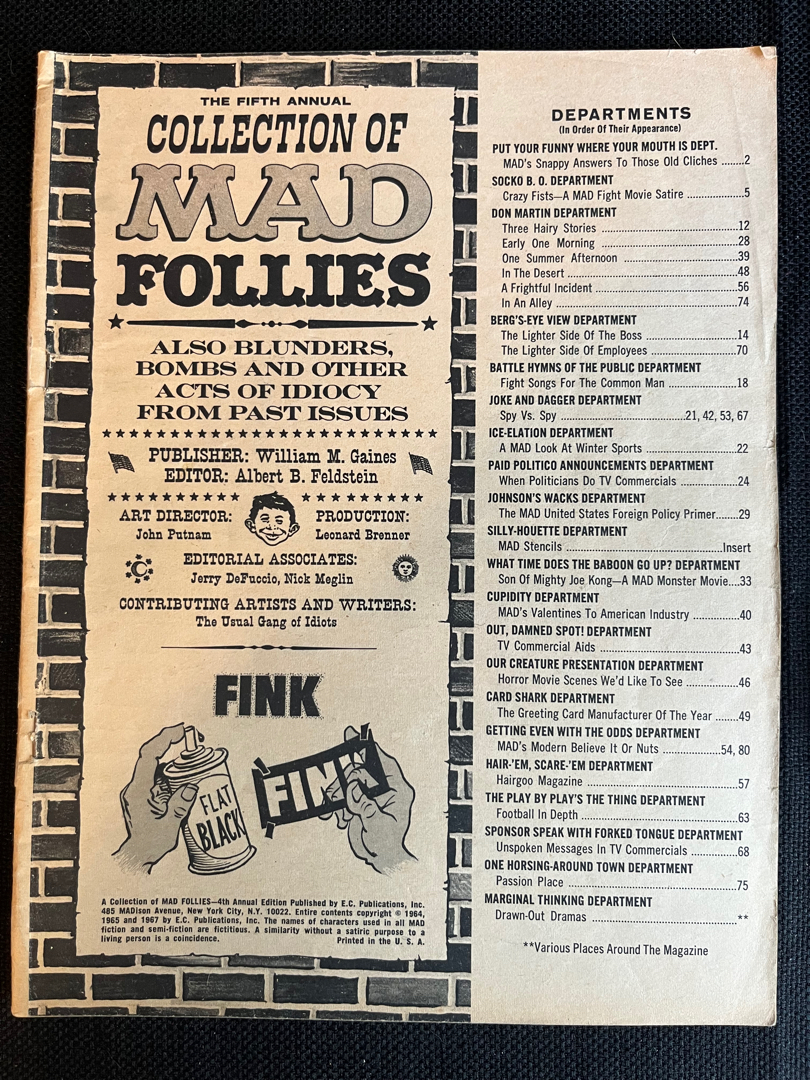 THE FIFTH ANNUAL
COLLECTION OF
MAD
FOLLIES
ALSO BLUNDERS,
BOMBS AND OTHER
ACTS OF IDIOCY
FROM PAST ISSUES
PUBLISHER: William M. Gaines
EDITOR: Albert B. Feldstein
ART DIRECTOR:
John Putnam
PRODUCTION:
Leonard Brenner
EDITORIAL ASSOCIATES:
Jerry DeFuccio, Nick Meglin
CONTRIBUTING ARTISTS AND WRITERS:
The Usual Gang of Idiots
FINK
FLAT
BLACK
FINK
A Collection of MAD FOLLIES—4th Annual Edition Published by E.C. Publications, Inc.
485 MADison Avenue, New York City, N.Y. 10022. Entire contents copyright © 1964,
1965 and 1967 by E.C. Publications, Inc. The names of characters used in all MAD
fiction and semi-fiction are fictitious. A similarity without a satiric purpose to a
living person is a coincidence. Printed in the U. S. A.
DEPARTMENTS
(In Order Of Their Appearance)
PUT YOUR FUNNY WHERE YOUR MOUTH IS DEPT.
MAD's Snappy Answers To Those Old Cliches .......2
SOCKO B. O. DEPARTMENT
Crazy Fists—A MAD Fight Movie Satire ..................5
DON MARTIN DEPARTMENT
Three Hairy Stories ..........................................12
Early One Morning ..........................................28
One Summer Afternoon ....................................39
In The Desert ..................................................48
A Frightful Incident ..........................................56
In An Alley ......................................................74
BERG'S-EYE VIEW DEPARTMENT
The Lighter Side Of The Boss ............................14
The Lighter Side Of Employees ..........................70
BATTLE HYMNS OF THE PUBLIC DEPARTMENT
Fight Songs For The Common Man ....................18
JOKE AND DAGGER DEPARTMENT
Spy Vs. Spy ....................................21, 42, 53, 67
ICE-ELATION DEPARTMENT
A MAD Look At Winter Sports ............................22
PAID POLITICO ANNOUNCEMENTS DEPARTMENT
When Politicians Do TV Commercials ..................24
JOHNSON'S WACKS DEPARTMENT
The MAD United States Foreign Policy Primer.......29
SILLY-HOUETTE DEPARTMENT
MAD Stencils ..............................................Insert
WHAT TIME DOES THE BABOON GO UP? DEPARTMENT
Son Of Mighty Joe Kong—A MAD Monster Movie....33
CUPIDITY DEPARTMENT
MAD's Valentines To American Industry ..............40
OUT, DAMNED SPOT! DEPARTMENT
TV Commercial Aids ..........................................43
OUR CREATURE PRESENTATION DEPARTMENT
Horror Movie Scenes We'd Like To See ................46
CARD SHARK DEPARTMENT
The Greeting Card Manufacturer Of The Year ........49
GETTING EVEN WITH THE ODDS DEPARTMENT
MAD's Modern Believe It Or Nuts ..................54, 80
HAIR-'EM, SCARE-'EM DEPARTMENT
Hairgoo Magazine ............................................57
THE PLAY BY PLAY'S THE THING DEPARTMENT
Football In Depth ............................................63
SPONSOR SPEAK WITH FORKED TONGUE DEPARTMENT
Unspoken Messages In TV Commercials ..............68
ONE HORSING-AROUND TOWN DEPARTMENT
Passion Place ..................................................75
MARGINAL THINKING DEPARTMENT
Drawn-Out Dramas ..........................................**
**Various Places Around The Magazine